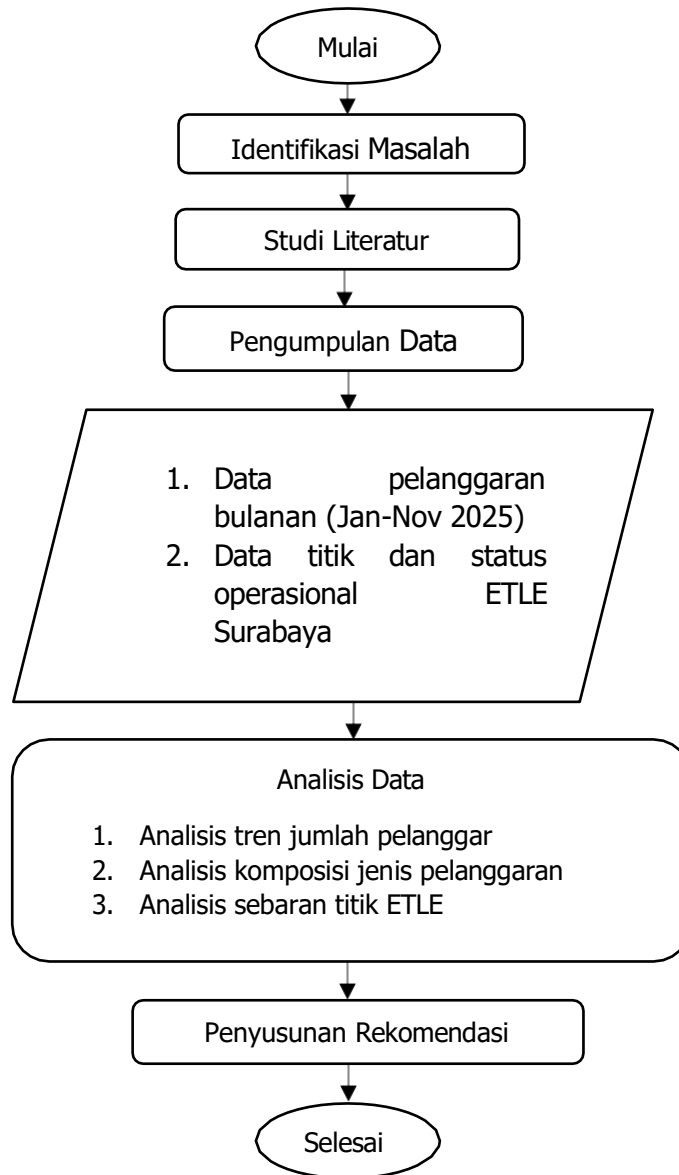 Mulai
Identifikasi Masalah
Studi Literatur
Pengumpulan Data
1. Data pelanggaran
bulanan (Jan-Nov 2025)
2. Data titik dan status
operasional ETLE
Surabaya
Analisis Data
1. Analisis tren jumlah pelanggar
2. Analisis komposisi jenis pelanggaran
3. Analisis sebaran titik ETLE
Penyusunan Rekomendasi
Selesai